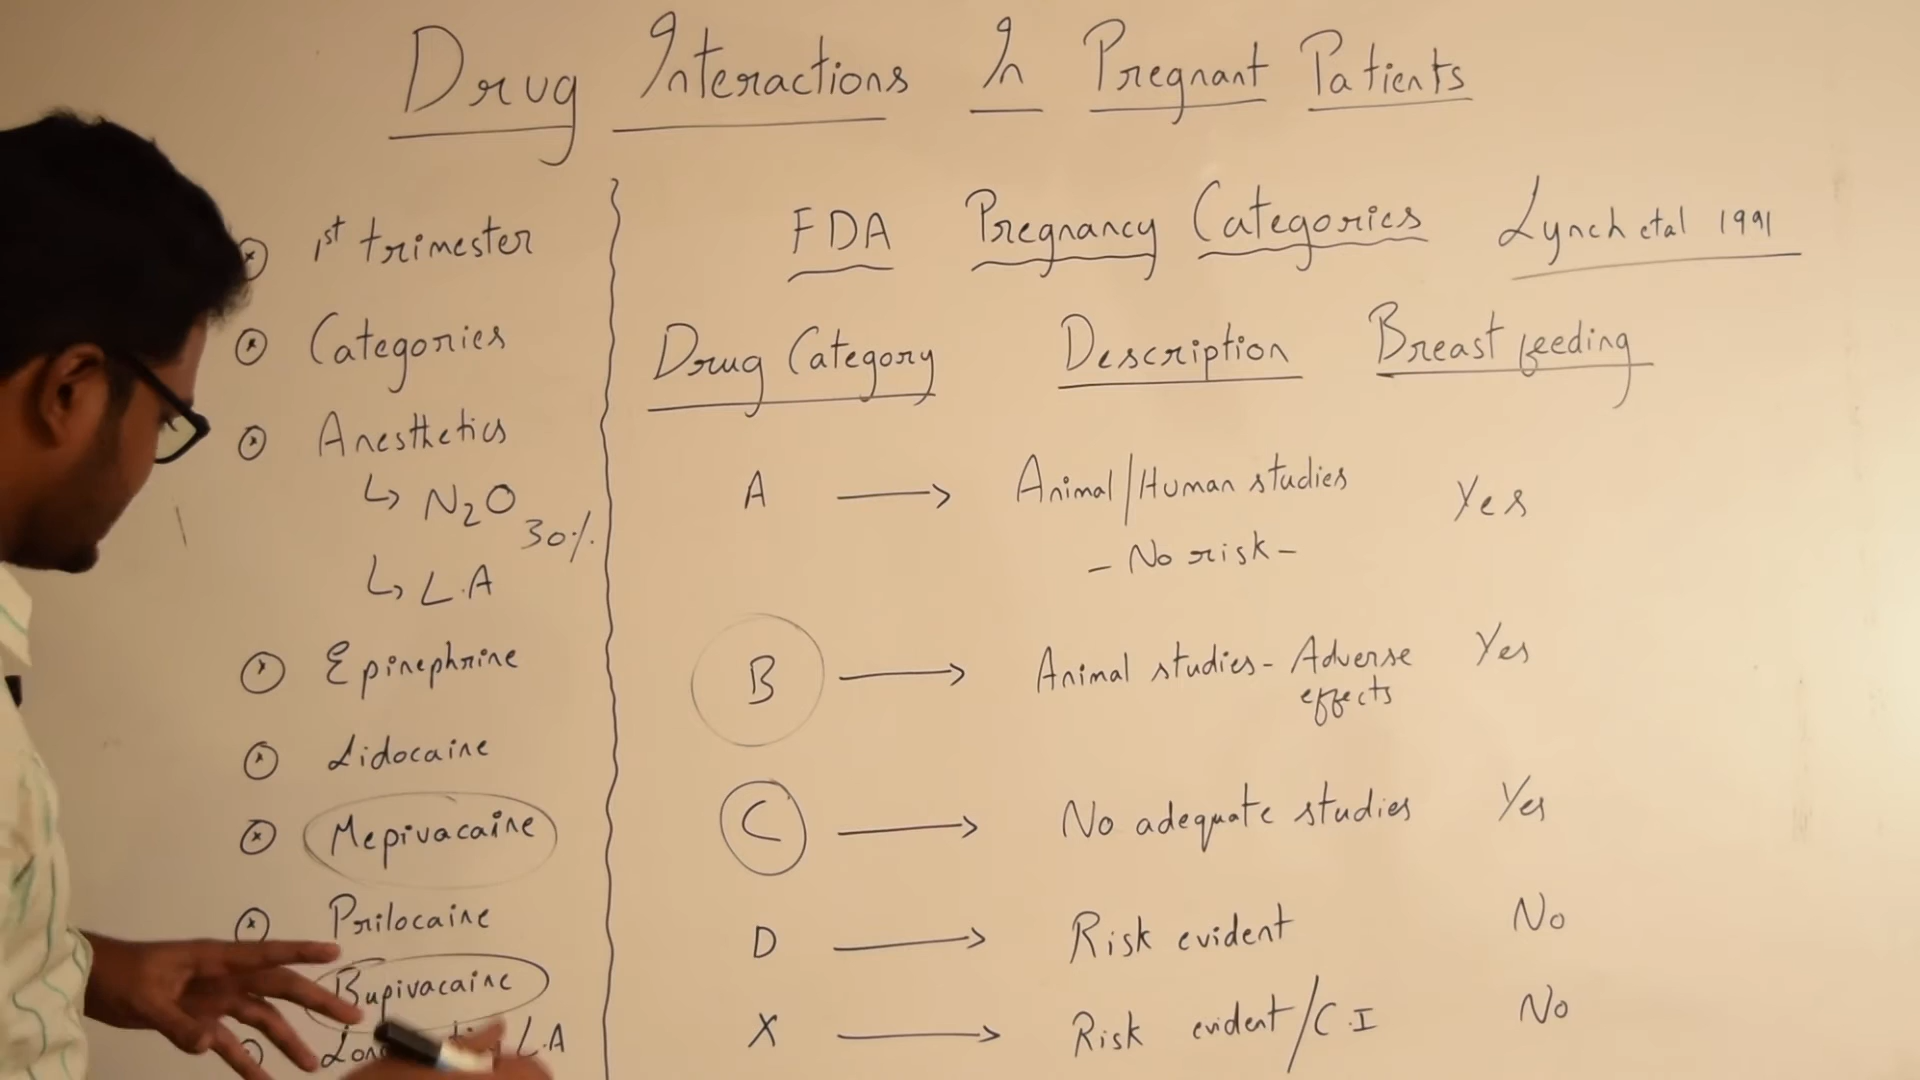 Drug Interactions In Pregnant Patients
1st trimester
Categories
Anesthetics
↳ N2O
30%
↳ L.A
Epinephrine
Lidocaine
Mepivacaine
Prilocaine
Bupivacaine
L.A
FDA Pregnancy Categories Lynch etal 1991
Drug Category Description Breast feeding
A → Animal/Human studies Yes
- No risk -
B → Animal studies - Adverse Yes
effects
C → No adequate studies Yes
D → Risk evident No
X → Risk evident/C.I No